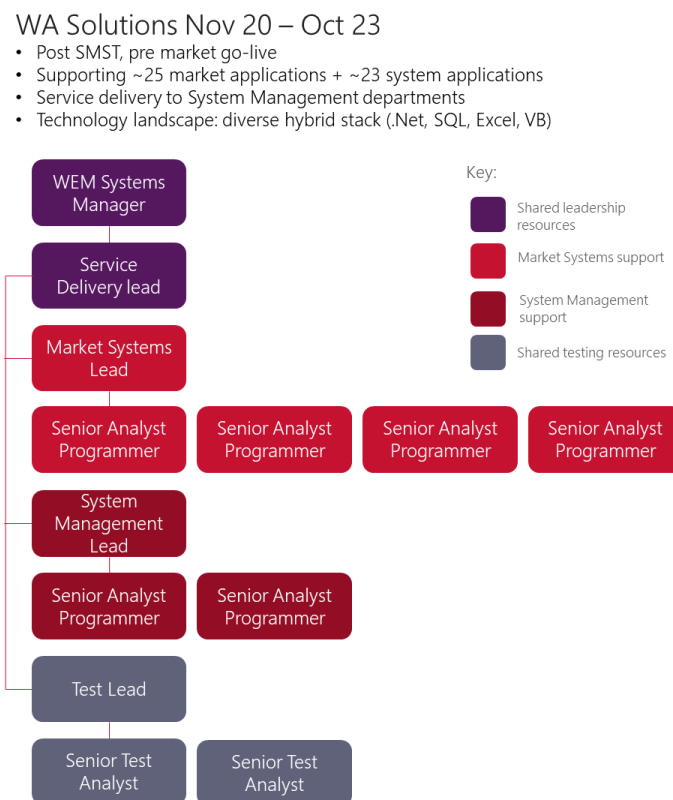 WA Solutions Nov 20 – Oct 23
• Post SMST, pre market go-live
• Supporting ~25 market applications + ~23 system applications
• Service delivery to System Management departments
• Technology landscape: diverse hybrid stack (.Net, SQL, Excel, VB)
Key:
Shared leadership
resources
Market Systems support
System Management
support
Shared testing resources
WEM Systems
Manager
Service
Delivery lead
Market Systems
Lead
Senior Analyst
Programmer
Senior Analyst
Programmer
Senior Analyst
Programmer
Senior Analyst
Programmer
System
Management
Lead
Senior Analyst
Programmer
Senior Analyst
Programmer
Test Lead
Senior Test
Analyst
Senior Test
Analyst